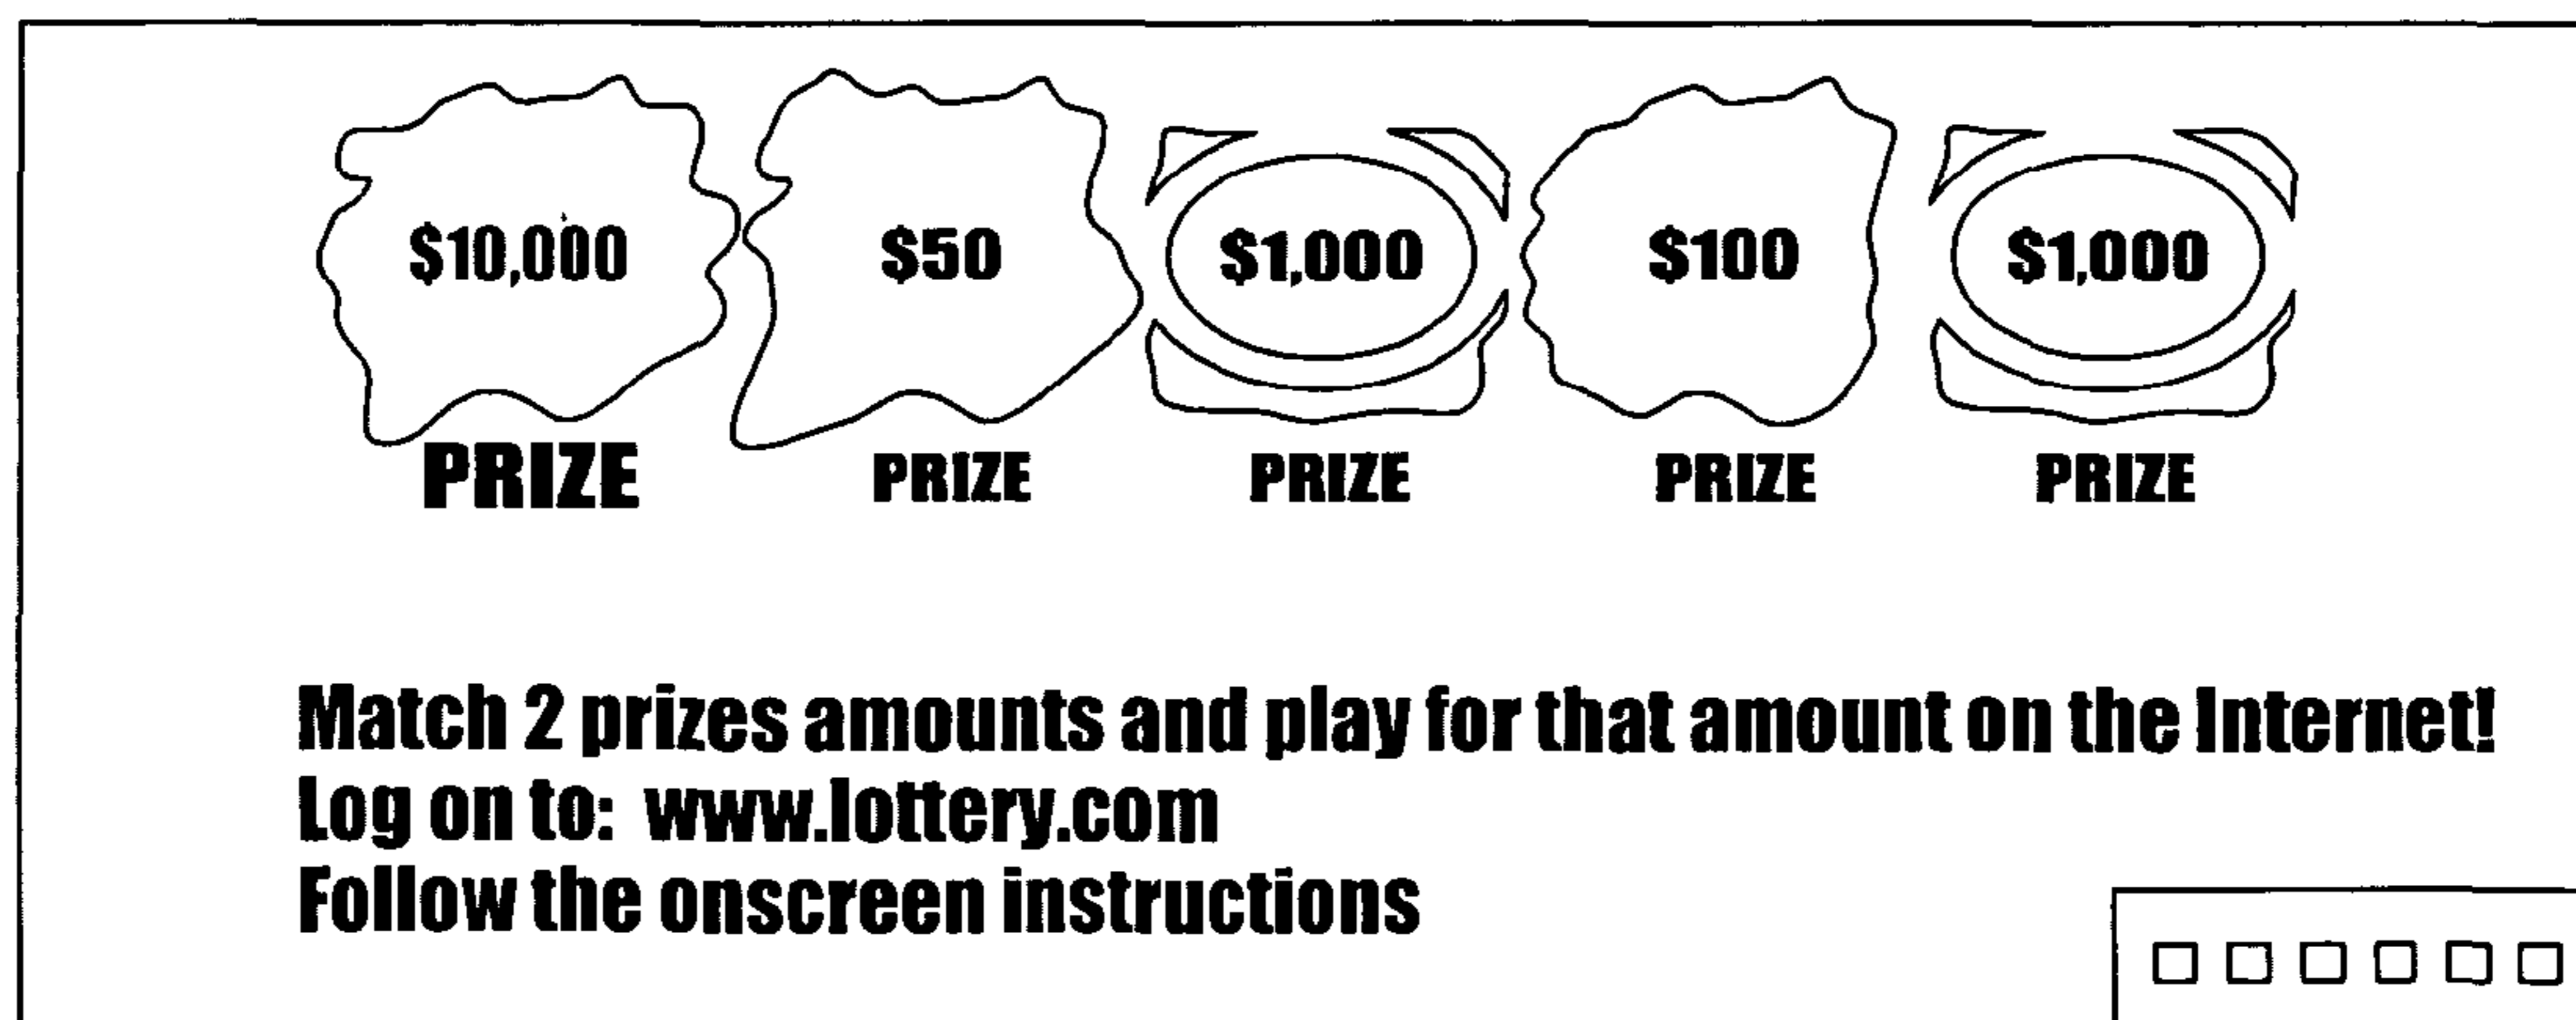 $10,000 $50 $1,000 $100 $1,000
PRIZE PRIZE PRIZE PRIZE PRIZE
Match 2 prizes amounts and play for that amount on the Internet!
Log on to: www.lottery.com
Follow the onscreen instructions